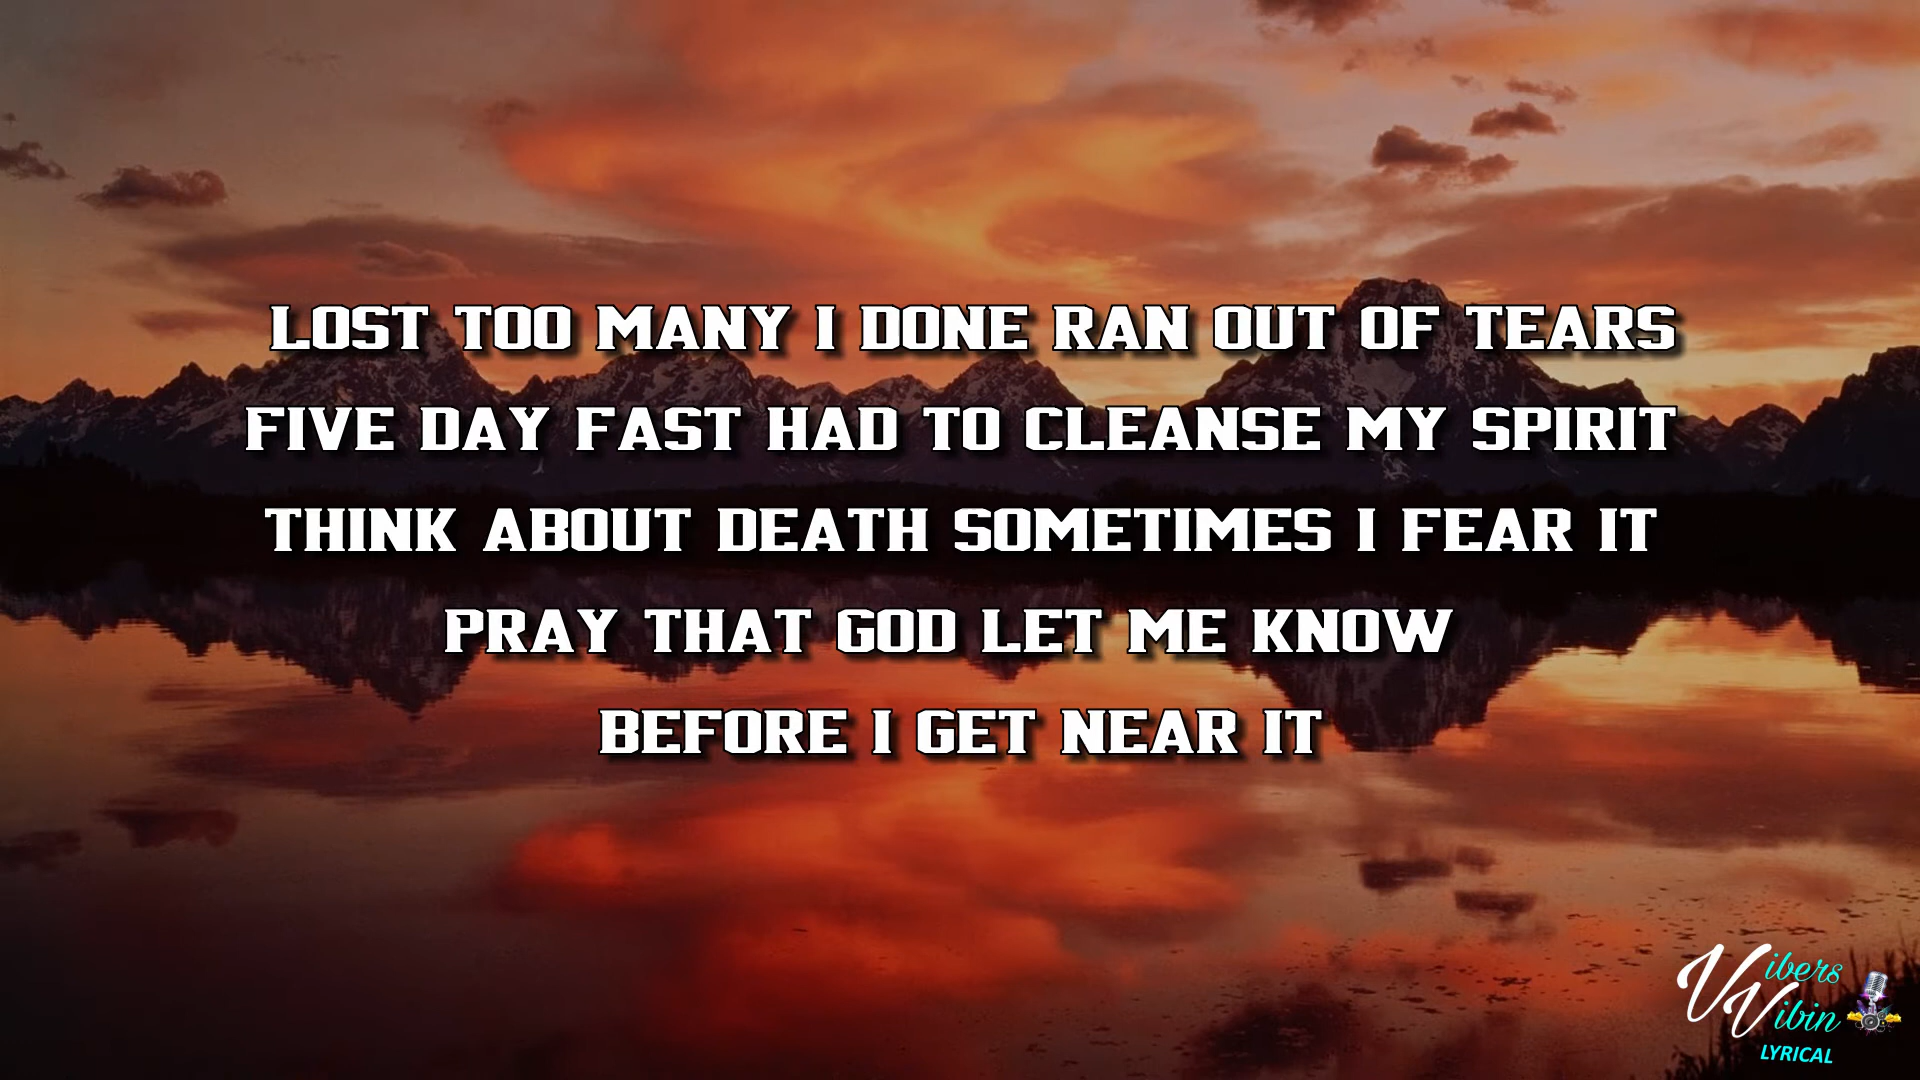 LOST TOO MANY I DONE RAN OUT OF TEARS
FIVE DAY FAST HAD TO CLEANSE MY SPIRIT
THINK ABOUT DEATH SOMETIMES I FEAR IT
PRAY THAT GOD LET ME KNOW
BEFORE I GET NEAR IT
Vibers
Vibin
LYRICAL